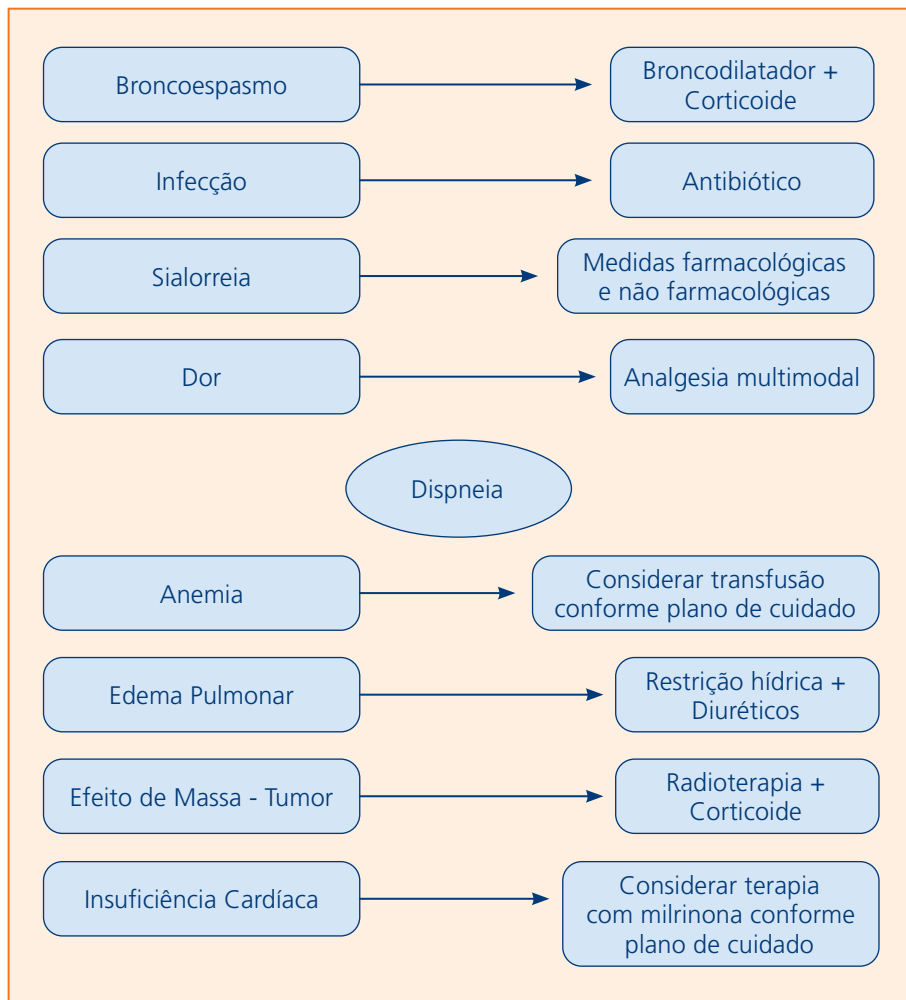 Broncoespasmo
Broncodilatador +
Corticoide
Infecção
Antibiótico
Sialorreia
Medidas farmacológicas
e não farmacológicas
Dor
Analgesia multimodal
Dispneia
Anemia
Considerar transfusão
conforme plano de cuidado
Edema Pulmonar
Restrição hídrica +
Diuréticos
Efeito de Massa - Tumor
Radioterapia +
Corticoide
Insuficiência Cardíaca
Considerar terapia
com milrinona conforme
plano de cuidado